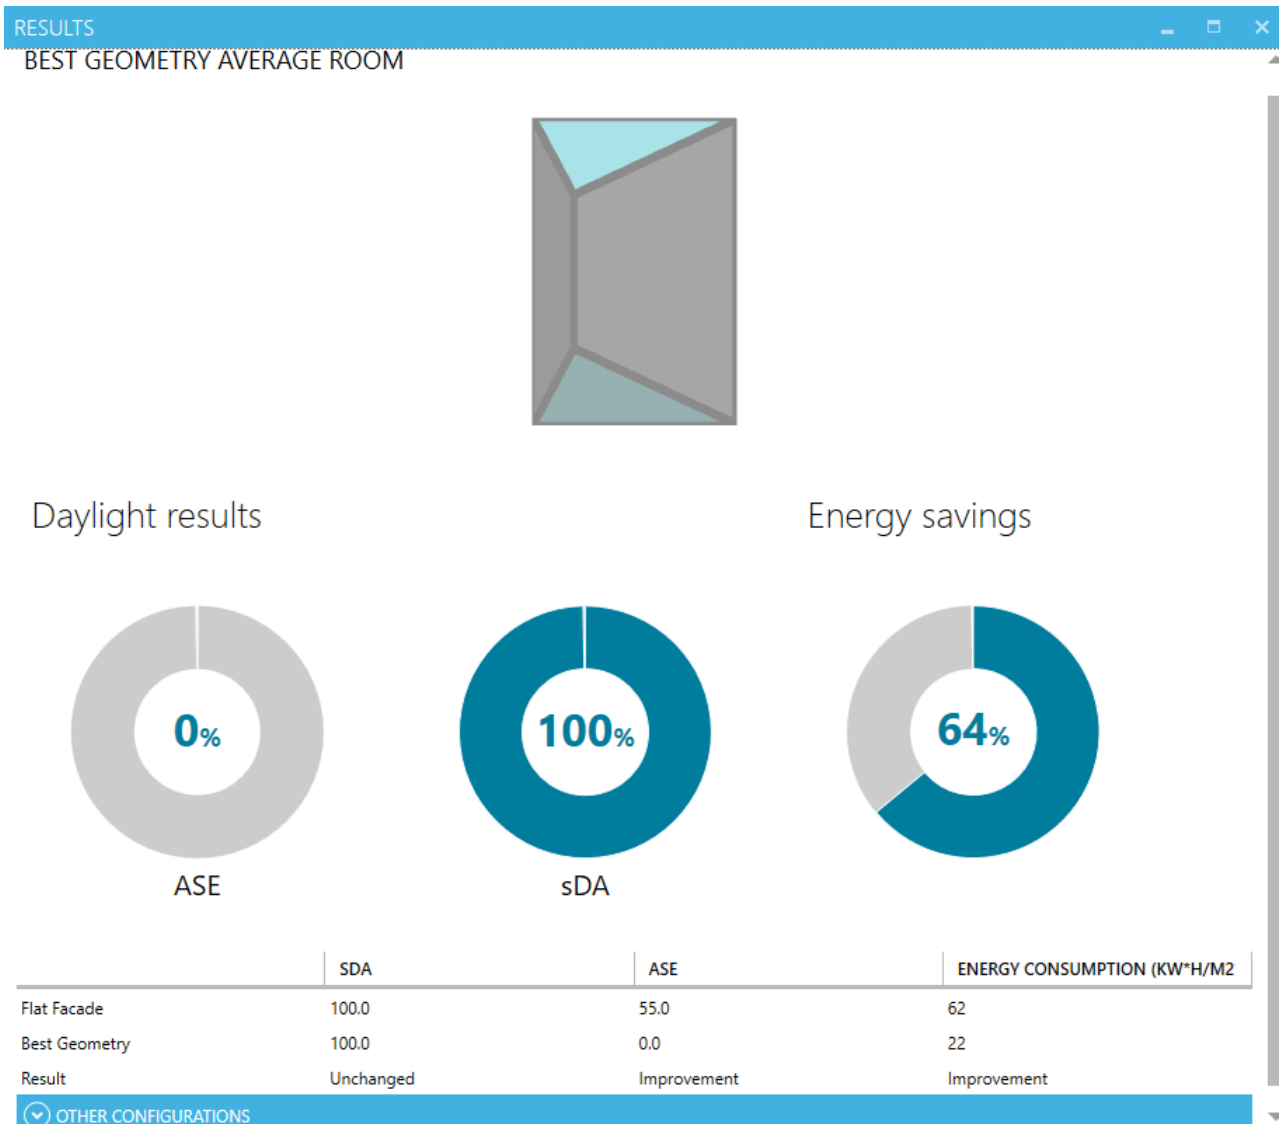 RESULTS
BEST GEOMETRY AVERAGE ROOM
Daylight results
Energy savings
0%
100%
64%
ASE
sDA
SDA ASE ENERGY CONSUMPTION (KW*H/M2
Flat Facade 100.0 55.0 62
Best Geometry 100.0 0.0 22
Result Unchanged Improvement Improvement
OTHER CONFIGURATIONS